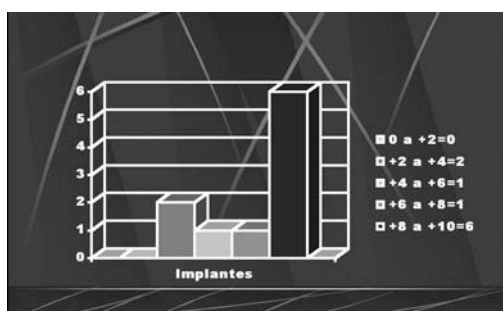 6
5
4
3
2
1
0
Implantes
0 a +2=0
+2 a +4=2
+4 a +6=1
+6 a +8=1
+8 a +10=6